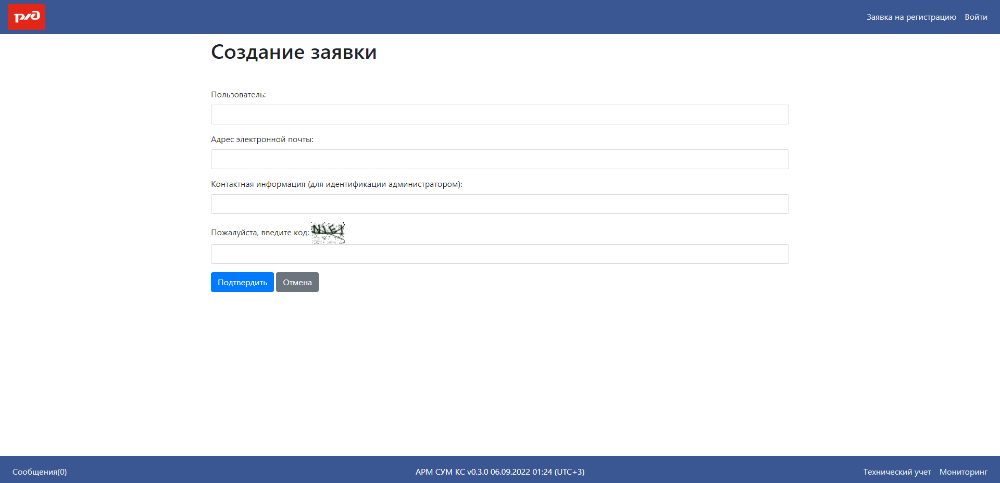 Заявка на регистрацию Войти
Создание заявки
Пользователь:
Адрес электронной почты:
Контактная информация (для идентификации администратором):
Пожалуйста, введите код:
Подтвердить Отмена
Сообщения(0) АРМ СУМ КС v0.3.0 06.09.2022 01:24 (UTC+3) Технический учет Мониторинг